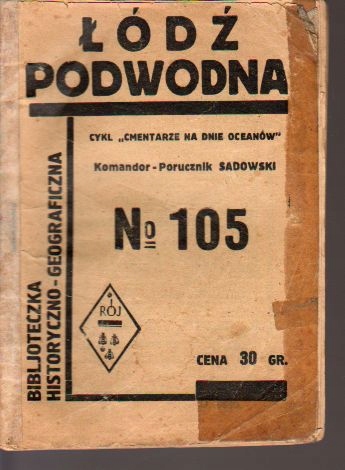 ŁÓDŹ
PODWODNA
CYKL „CMENTARZE NA DNIE OCEANÓW"
Komandor-Porucznik SADOWSKI
No 105
RÓJ
CENA 30 GR.
BIBLJOTECZKA
HISTORYCZNO-GEOGRAFICZNA